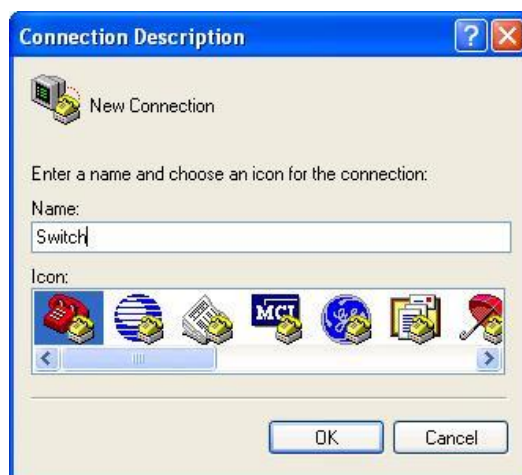 Connection Description
New Connection
Enter a name and choose an icon for the connection:
Name:
Switch
Icon:
MCI
OK
Cancel